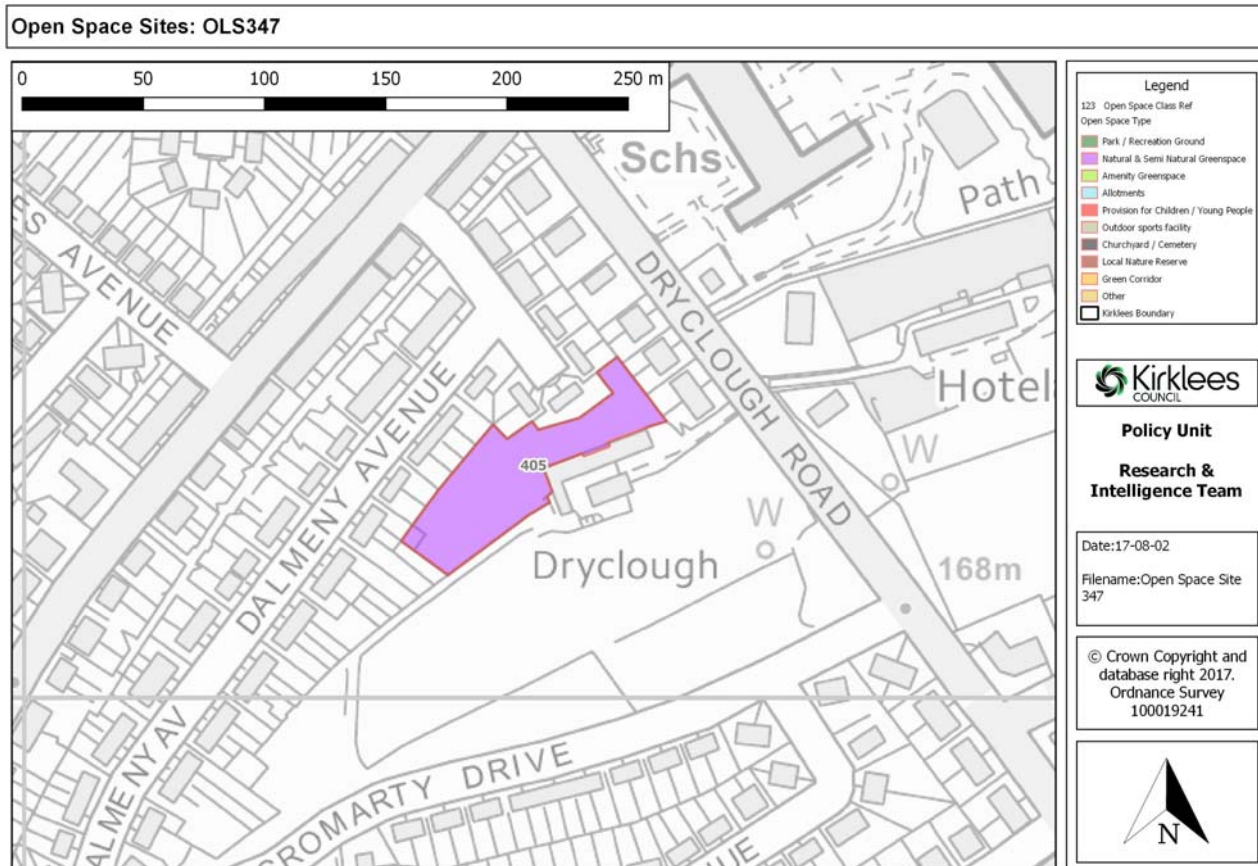 Open Space Sites: OLS347
0 50 100 150 200 250 m
Schs
Path
ES AVENUE
DRYCLOUGH ROAD
DALMENY AVENUE
Hotel
405
W
W
Dryclough
168m
DALMENY AV
CROMARTY DRIVE
NUE
Legend
123 Open Space Class Ref
Open Space Type
Park / Recreation Ground
Natural & Semi Natural Greenspace
Amenity Greenspace
Allotments
Provision for Children / Young People
Outdoor sports facility
Churchyard / Cemetery
Local Nature Reserve
Green Corridor
Other
Kirklees Boundary
Kirklees
COUNCIL
Policy Unit
Research &
Intelligence Team
Date:17-08-02
Filename:Open Space Site
347
© Crown Copyright and
database right 2017.
Ordnance Survey
100019241
N